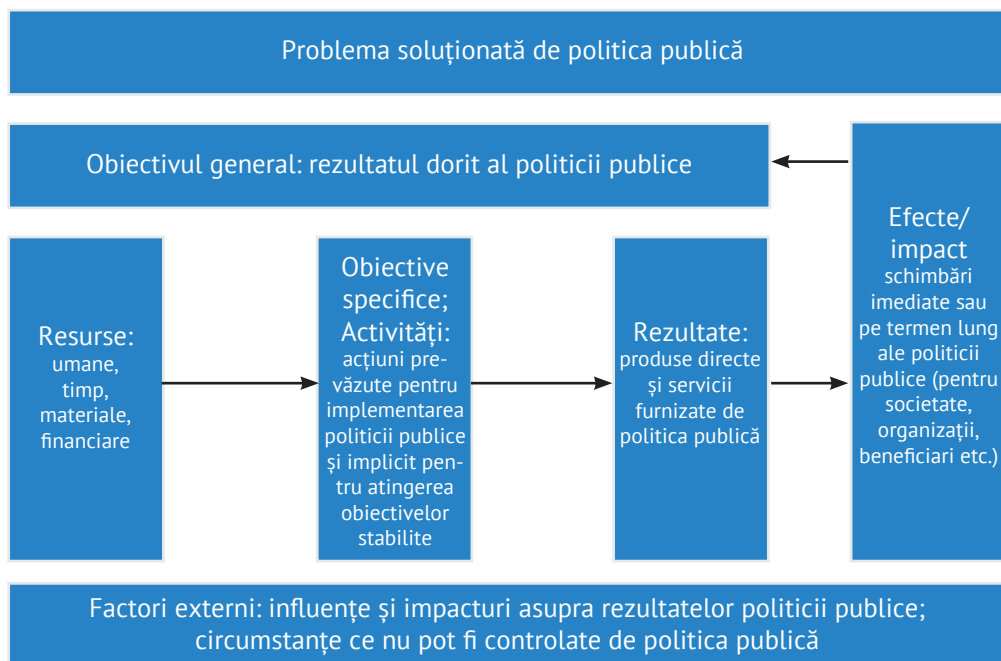 Problema soluționată de politica publică
Obiectivul general: rezultatul dorit al politicii publice
Resurse:
umane,
timp,
materiale,
financiare
Obiective
specifice;
Activități:
acțiuni pre-
văzute pentru
implementarea
politicii publice
și implicit pen-
tru atingerea
obiectivelor
stabilite
Rezultate:
produse directe
și servicii
furnizate de
politica publică
Efecte/
impact
schimbări
imediate sau
pe termen lung
ale politicii
publice (pentru
societate,
organizații,
beneficiari etc.)
Factori externi: influențe și impacturi asupra rezultatelor politicii publice;
circumstanțe ce nu pot fi controlate de politica publică